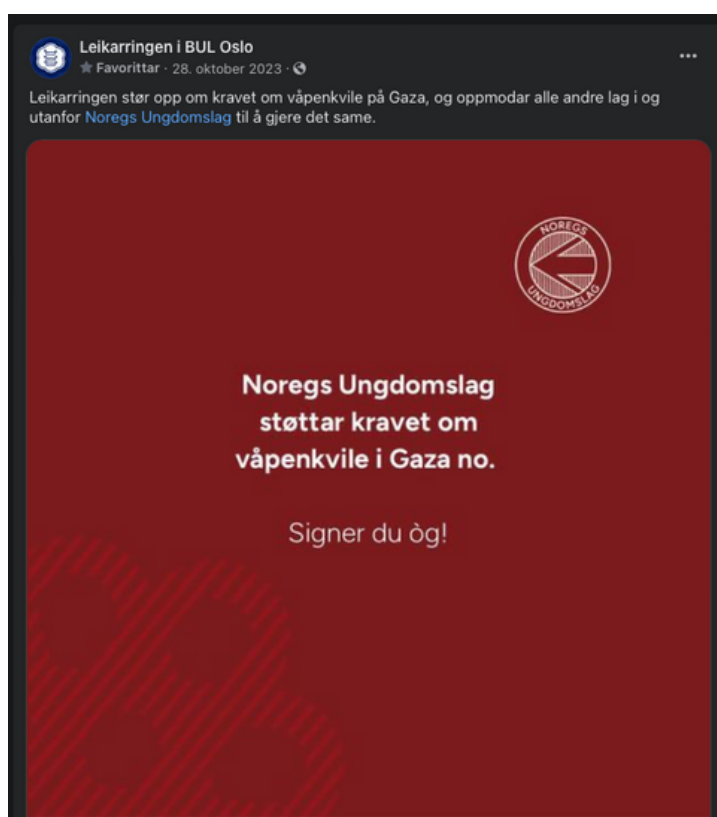 Leikarringen i BUL Oslo
★ Favorittar · 28. oktober 2023 ·
Leikarringen stør opp om kravet om våpenkvile på Gaza, og oppmodar alle andre lag i og
utanfor Noregs Ungdomslag til å gjere det same.
NOREGS
UNGDOMSLAG
Noregs Ungdomslag
støttar kravet om
våpenkvile i Gaza no.
Signer du òg!